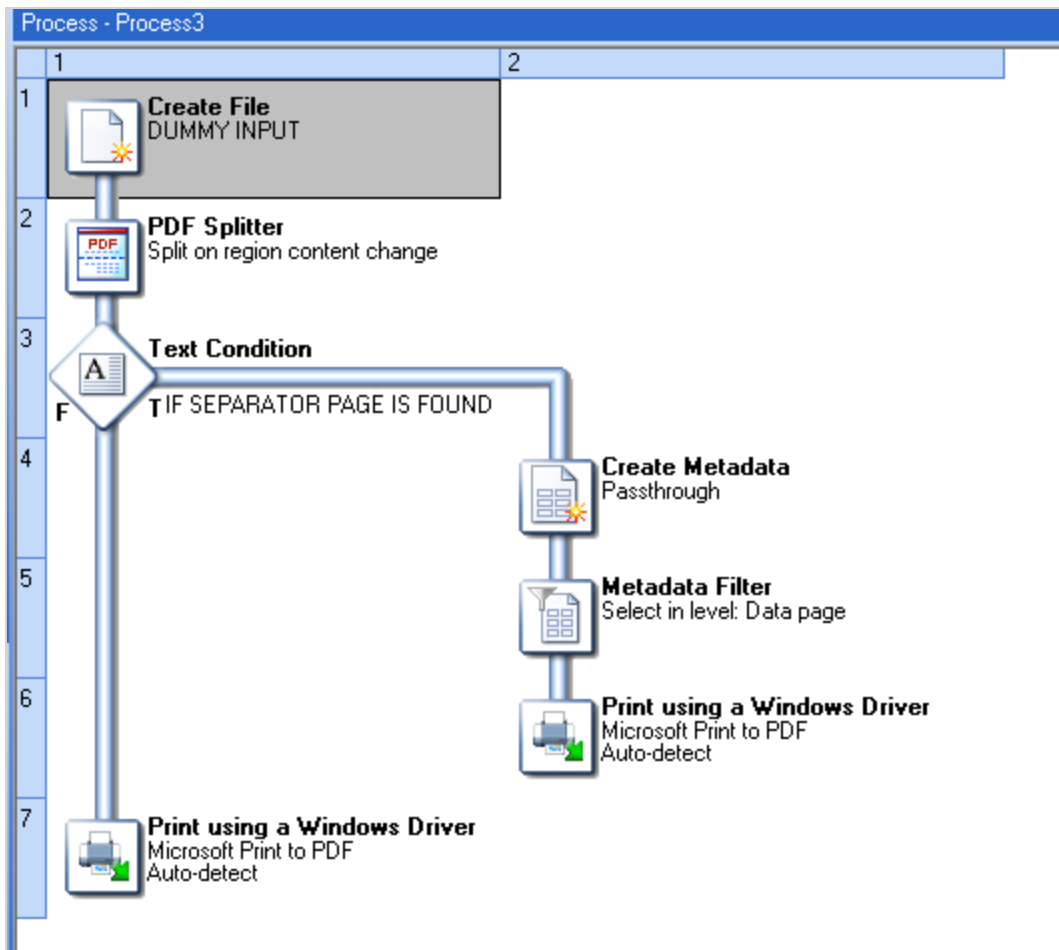 Process - Process3
1 2
1
Create File
DUMMY INPUT
2
PDF
PDF Splitter
Split on region content change
3
A
Text Condition
F
T IF SEPARATOR PAGE IS FOUND
4
Create Metadata
Passthrough
5
Metadata Filter
Select in level: Data page
6
Print using a Windows Driver
Microsoft Print to PDF
Auto-detect
7
Print using a Windows Driver
Microsoft Print to PDF
Auto-detect